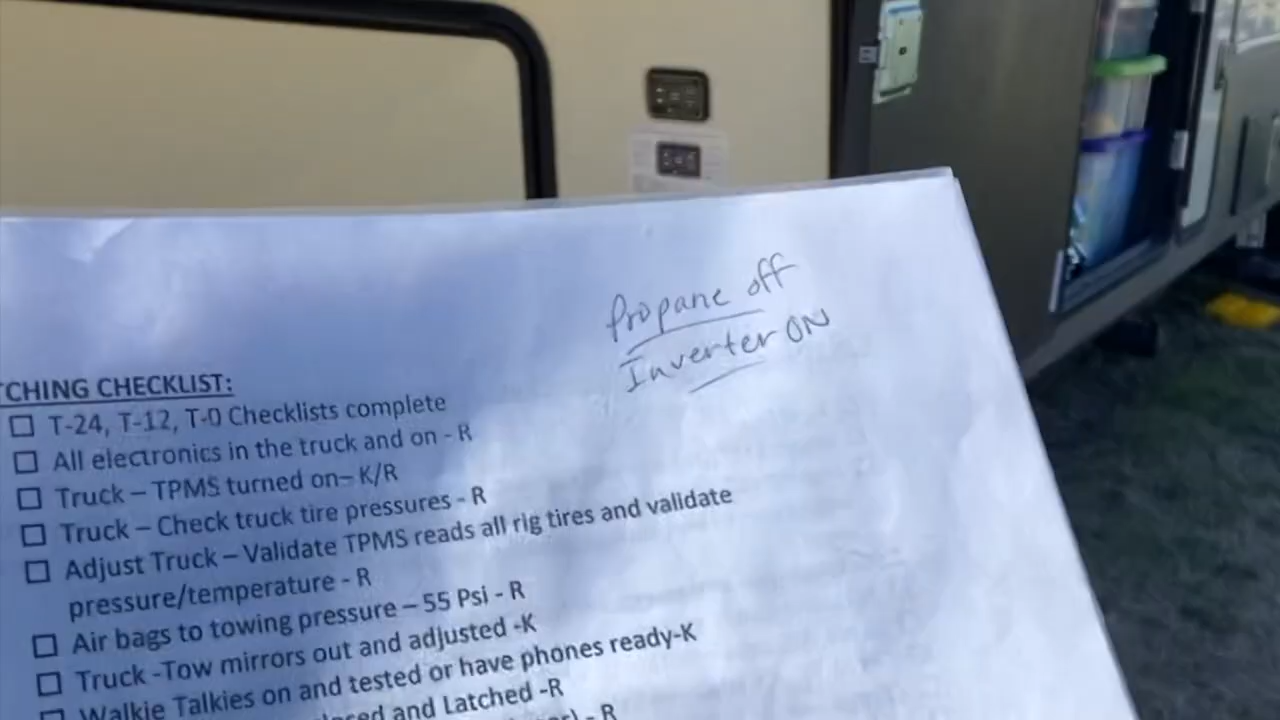 Propane off
Inverter ON
TCHING CHECKLIST:
☐ T-24, T-12, T-0 Checklists complete
☐ All electronics in the truck and on - R
☐ Truck – TPMS turned on– K/R
☐ Truck – Check truck tire pressures - R
☐ Adjust Truck – Validate TPMS reads all rig tires and validate
pressure/temperature - R
☐ Air bags to towing pressure – 55 Psi - R
☐ Truck -Tow mirrors out and adjusted -K
☐ Walkie Talkies on and tested or have phones ready-K
and Latched -R
- R